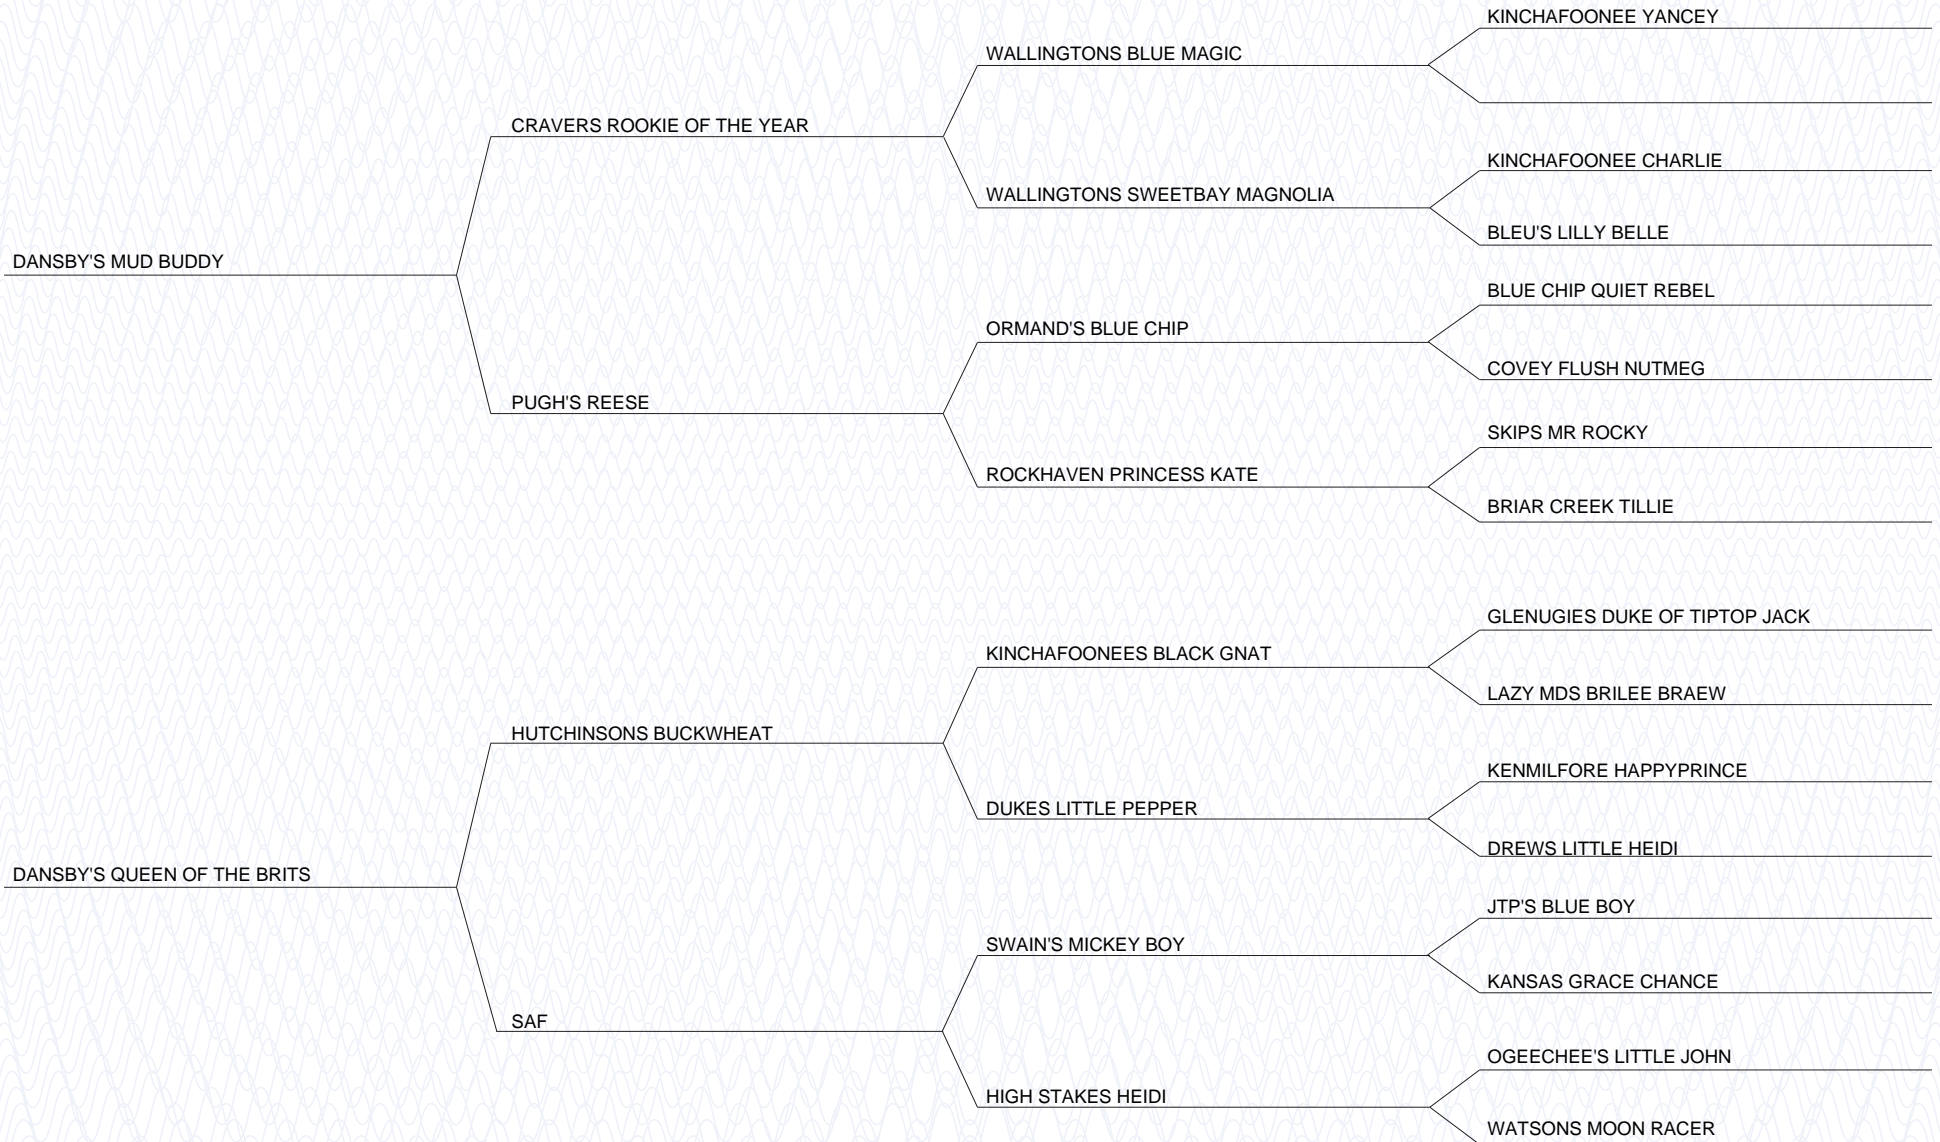 KINCHAFOONEE YANCEY
WALLINGTONS BLUE MAGIC
CRAVERS ROOKIE OF THE YEAR
KINCHAFOONEE CHARLIE
WALLINGTONS SWEETBAY MAGNOLIA
BLEU'S LILLY BELLE
DANSBY'S MUD BUDDY
BLUE CHIP QUIET REBEL
ORMAND'S BLUE CHIP
COVEY FLUSH NUTMEG
PUGH'S REESE
SKIPS MR ROCKY
ROCKHAVEN PRINCESS KATE
BRIAR CREEK TILLIE
GLENUGIES DUKE OF TIPTOP JACK
KINCHAFOONEES BLACK GNAT
LAZY MDS BRILEE BRAEW
HUTCHINSONS BUCKWHEAT
KENMILFORE HAPPYPRINCE
DUKES LITTLE PEPPER
DREWS LITTLE HEIDI
DANSBY'S QUEEN OF THE BRITS
JTP'S BLUE BOY
SWAIN'S MICKEY BOY
KANSAS GRACE CHANCE
SAF
OGEECHEE'S LITTLE JOHN
HIGH STAKES HEIDI
WATSONS MOON RACER